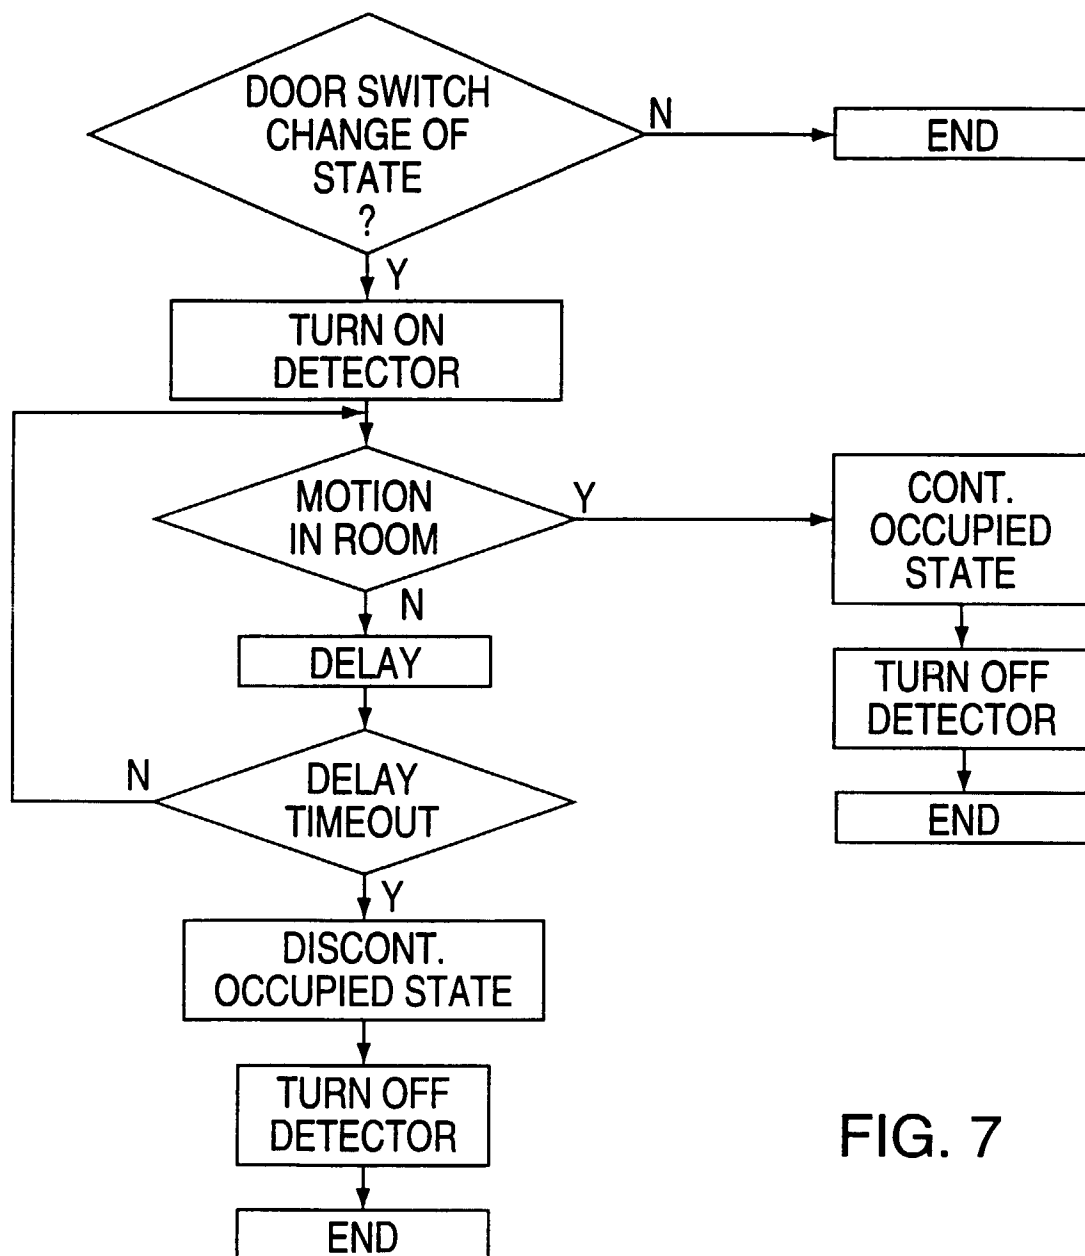 DOOR SWITCH
CHANGE OF
STATE
?
N
END
Y
TURN ON
DETECTOR
MOTION
IN ROOM
Y
CONT.
OCCUPIED
STATE
N
DELAY
TURN OFF
DETECTOR
N
DELAY
TIMEOUT
END
Y
DISCONT.
OCCUPIED STATE
TURN OFF
DETECTOR
FIG. 7
END